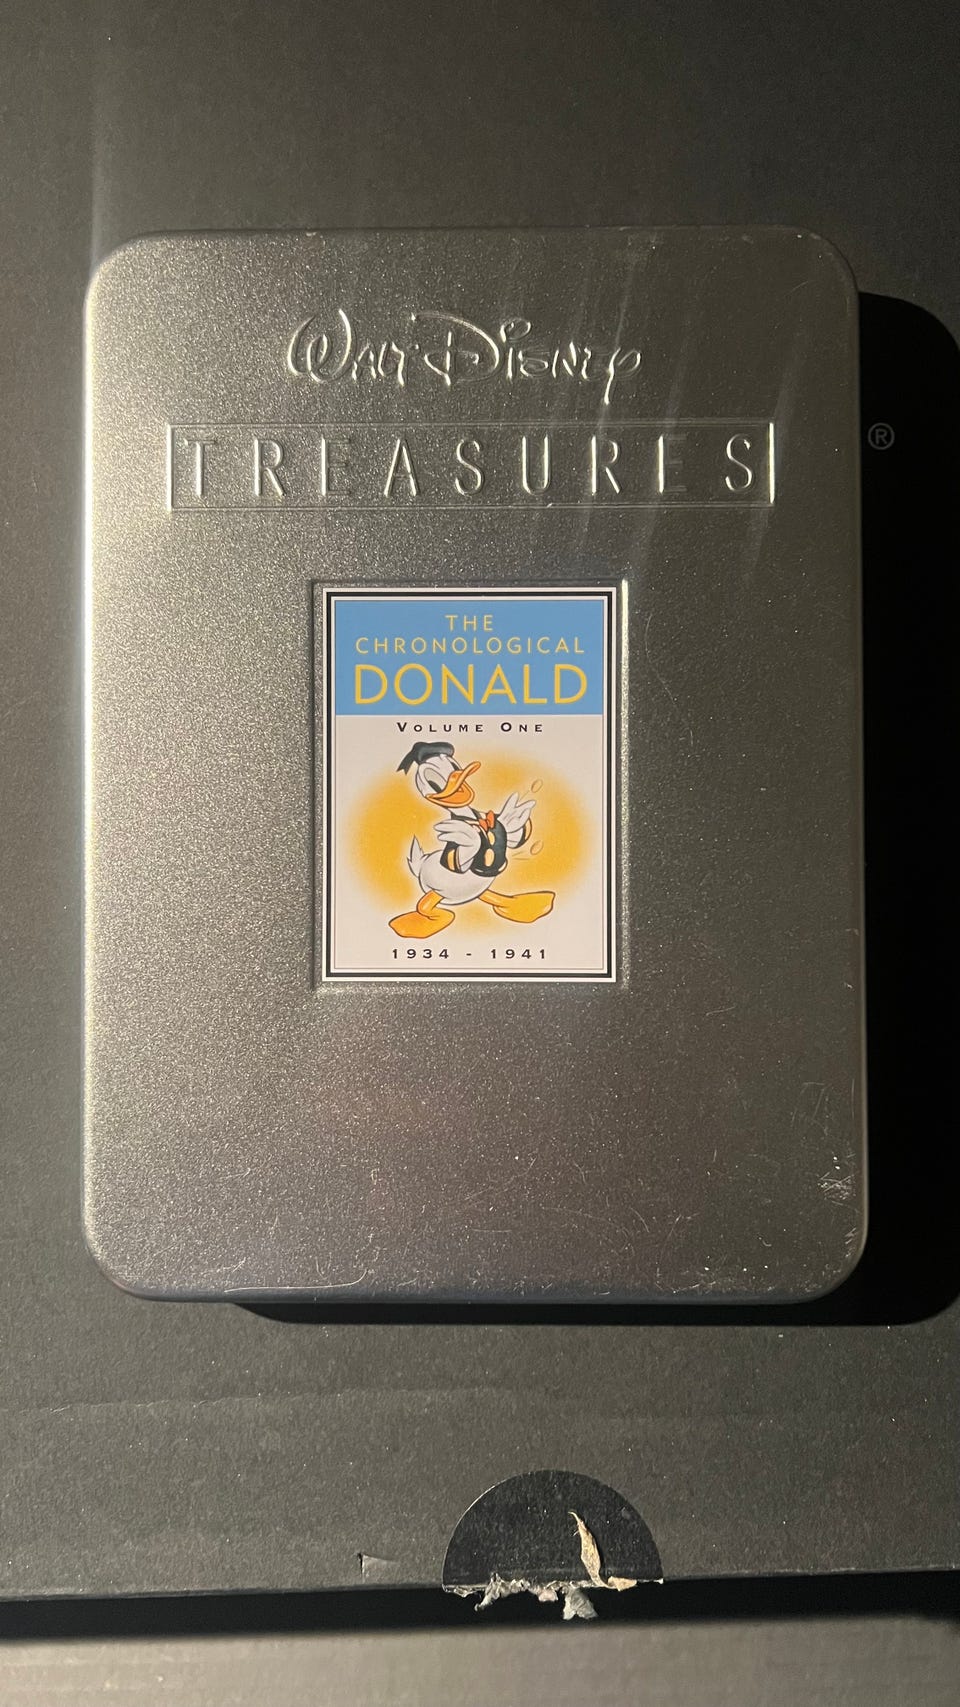 Walt Disney
TREASURES
®
THE
CHRONOLOGICAL
DONALD
VOLUME ONE
1934 - 1941